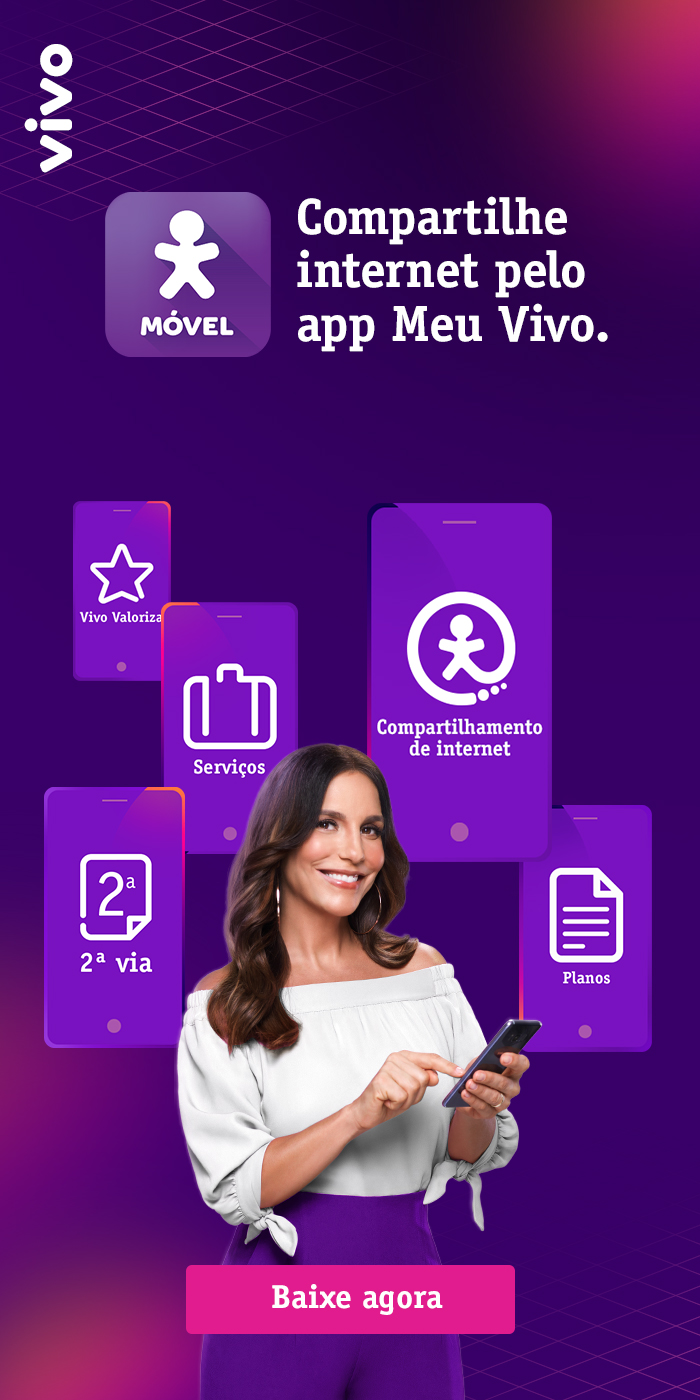 vivo
MÓVEL
Compartilhe
internet pelo
app Meu Vivo.
Vivo Valoriza
Serviços
Compartilhamento
de internet
2ª
2ª via
Planos
Baixe agora